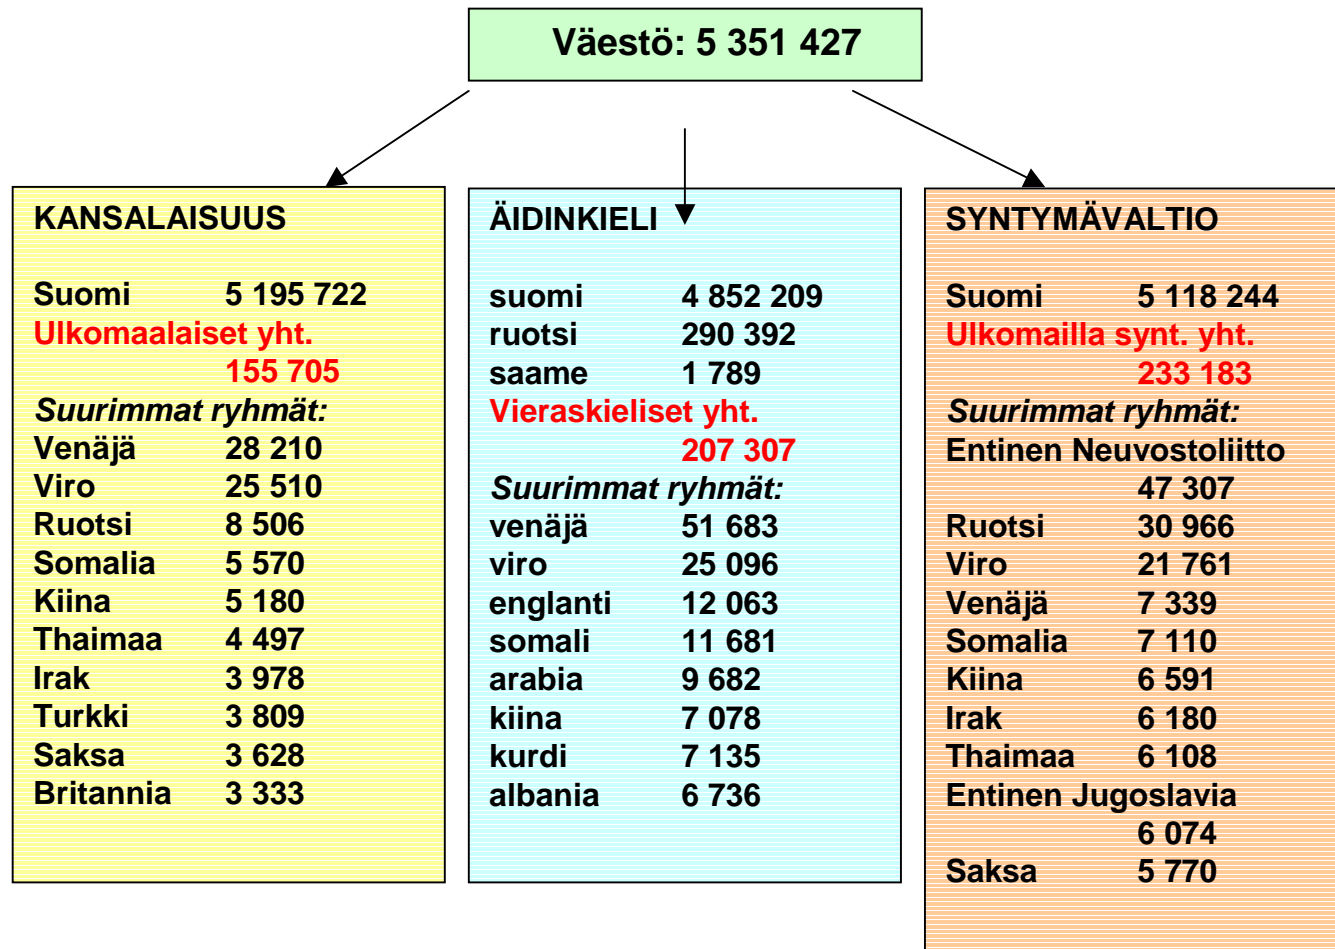 Väestö: 5 351 427
KANSALAISUUS
Suomi 5 195 722
Ulkomaalaiset yht.
155 705
Suurimmat ryhmät:
Venäjä 28 210
Viro 25 510
Ruotsi 8 506
Somalia 5 570
Kiina 5 180
Thaimaa 4 497
Irak 3 978
Turkki 3 809
Saksa 3 628
Britannia 3 333
ÄIDINKIELI
suomi 4 852 209
ruotsi 290 392
saame 1 789
Vieraskieliset yht.
207 307
Suurimmat ryhmät:
venäjä 51 683
viro 25 096
englanti 12 063
somali 11 681
arabia 9 682
kiina 7 078
kurdi 7 135
albania 6 736
SYNTYMÄVALTIO
Suomi 5 118 244
Ulkomailla synt. yht.
233 183
Suurimmat ryhmät:
Entinen Neuvostoliitto
47 307
Ruotsi 30 966
Viro 21 761
Venäjä 7 339
Somalia 7 110
Kiina 6 591
Irak 6 180
Thaimaa 6 108
Entinen Jugoslavia
6 074
Saksa 5 770